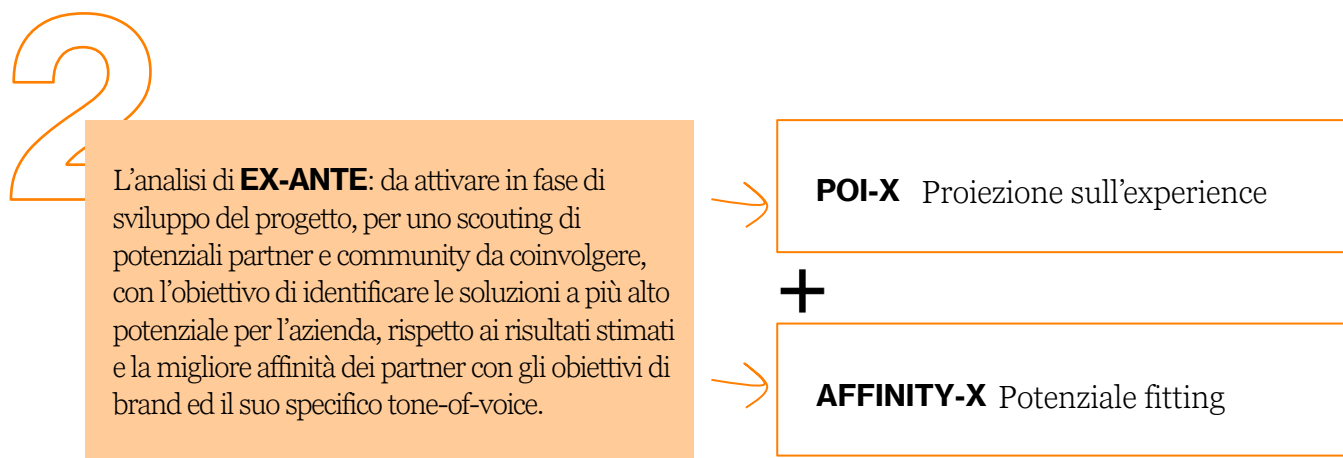 2
L’analisi di EX-ANTE: da attivare in fase di
sviluppo del progetto, per uno scouting di
potenziali partner e community da coinvolgere,
con l’obiettivo di identificare le soluzioni a più alto
potenziale per l’azienda, rispetto ai risultati stimati
e la migliore affinità dei partner con gli obiettivi di
brand ed il suo specifico tone-of-voice.
POI-X Proiezione sull’experience
+
AFFINITY-X Potenziale fitting